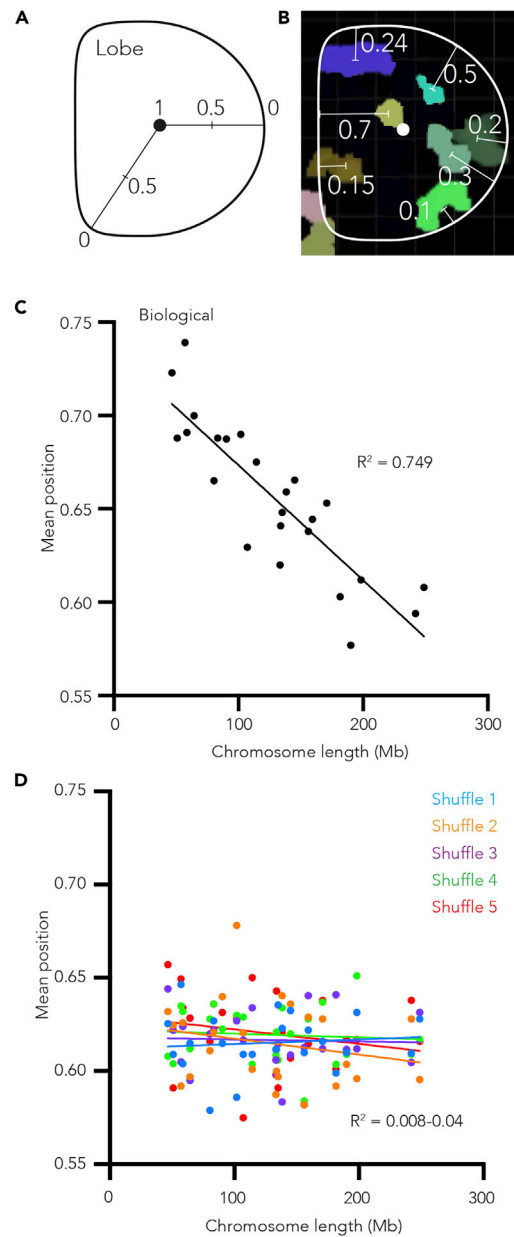 A
Lobe
1
0.5
0
0.5
0
B
0.24
0.5
0.7
0.2
0.3
0.15
0.1
C
Biological
0.75
0.70
0.65
0.60
0.55
Mean position
R² = 0.749
0
100
200
300
Chromosome length (Mb)
D
0.75
0.70
0.65
0.60
0.55
Mean position
Shuffle 1
Shuffle 2
Shuffle 3
Shuffle 4
Shuffle 5
R² = 0.008-0.04
0
100
200
300
Chromosome length (Mb)